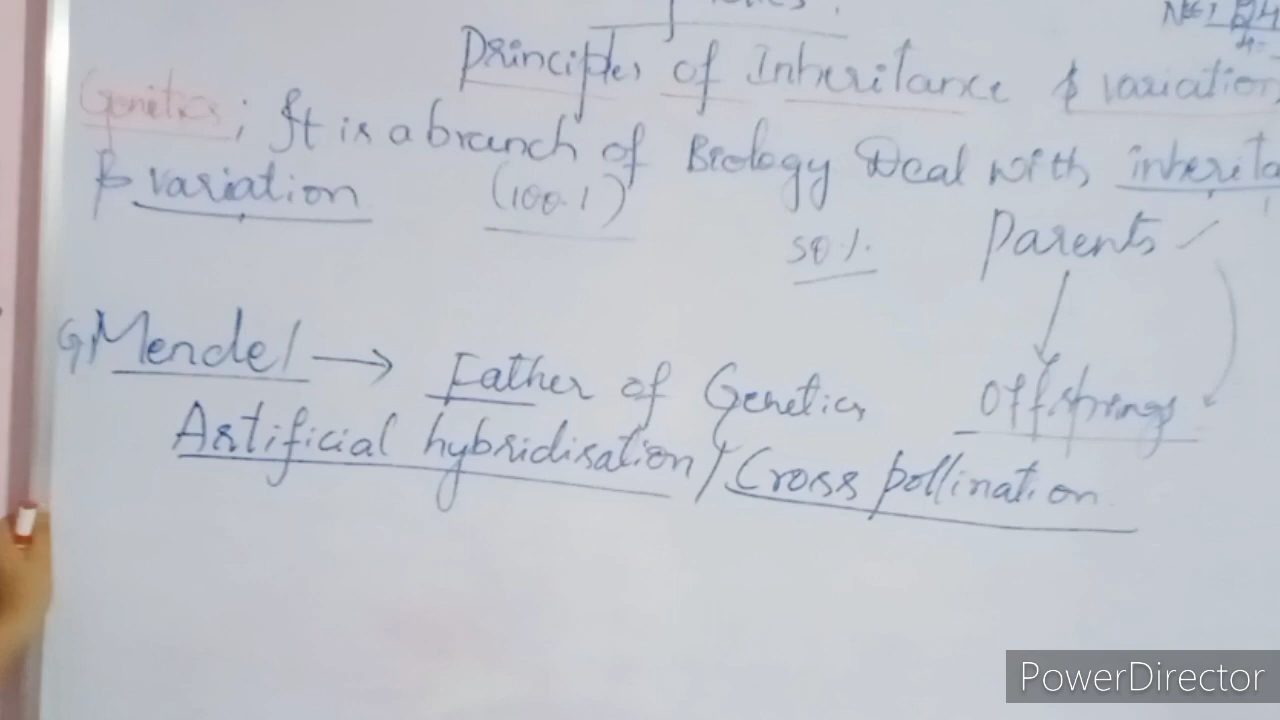 Principles of Inheritance & variation
Genetics ; It is a branch of Biology Deal with inherita
& variation (100%) 50%
Parents
Offsprings
G Mendel → Father of Genetics
Artificial hybridisation / Cross pollination
PowerDirector